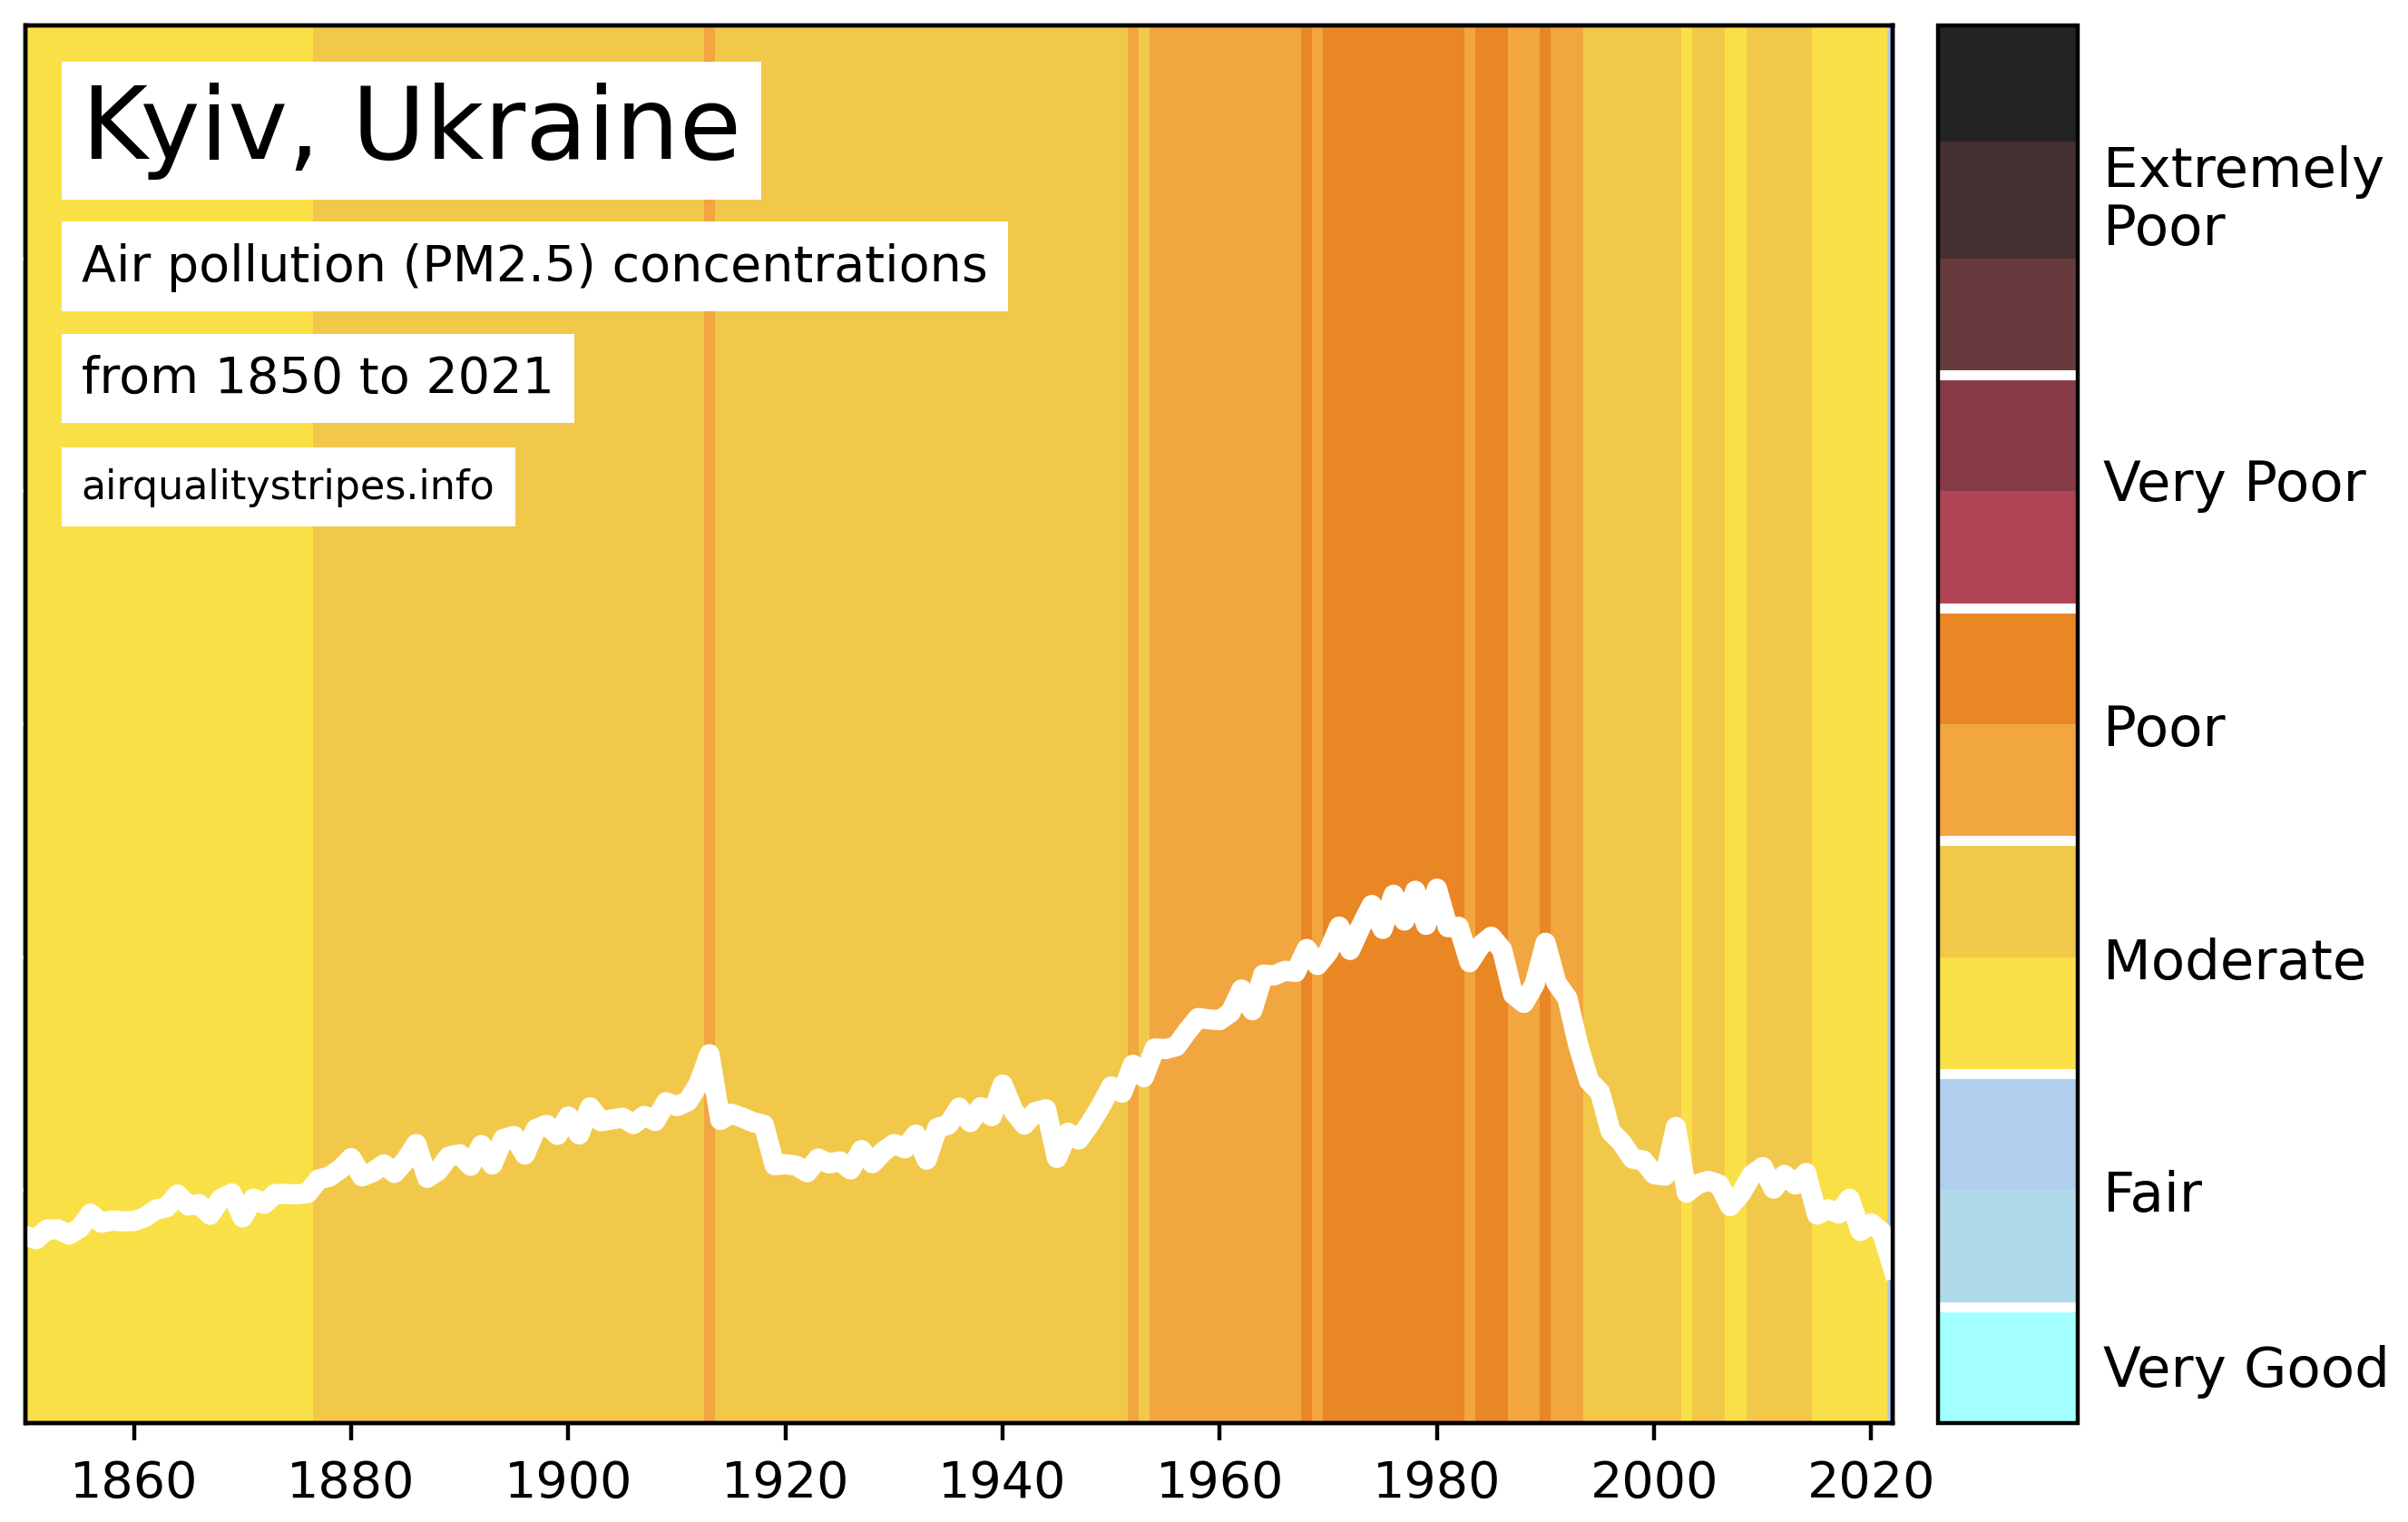 Kyiv, Ukraine
Air pollution (PM2.5) concentrations
from 1850 to 2021
airqualitystripes.info
Extremely
Poor
Very Poor
Poor
Moderate
Fair
Very Good
1860 1880 1900 1920 1940 1960 1980 2000 2020